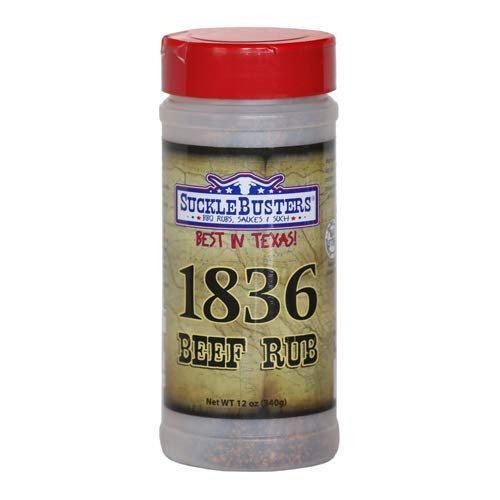 SUCKLEBUSTERS
BBQ RUBS, SAUCES & SUCH
BEST IN TEXAS!
1836
BEEF RUB
Net WT 12 oz (340g)